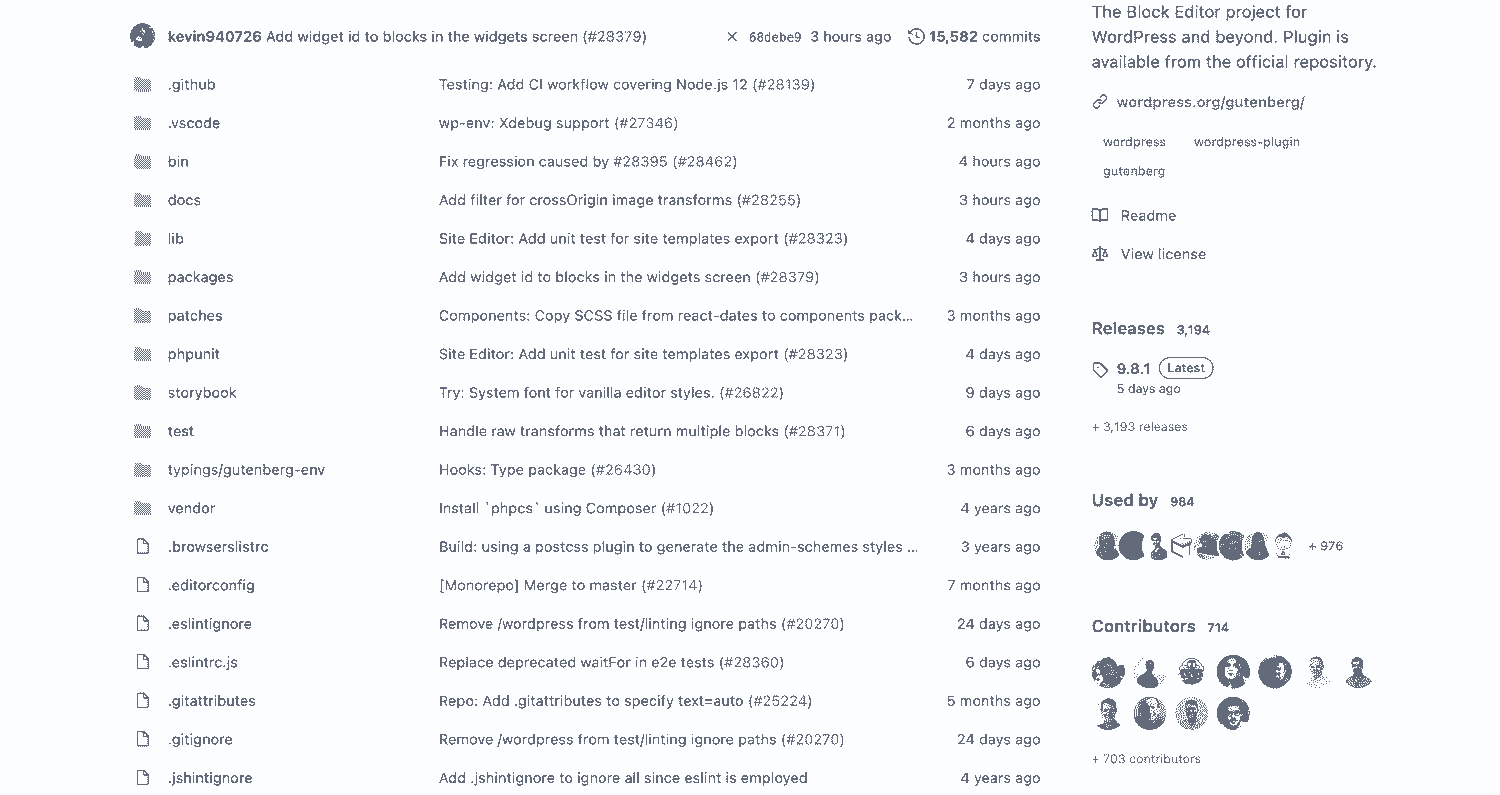 kevin940726 Add widget id to blocks in the widgets screen (#28379) 68debe9 3 hours ago 15,582 commits
.github Testing: Add CI workflow covering Node.js 12 (#28139) 7 days ago
.vscode wp-env: Xdebug support (#27346) 2 months ago
bin Fix regression caused by #28395 (#28462) 4 hours ago
docs Add filter for crossOrigin image transforms (#28255) 3 hours ago
lib Site Editor: Add unit test for site templates export (#28323) 4 days ago
packages Add widget id to blocks in the widgets screen (#28379) 3 hours ago
patches Components: Copy SCSS file from react-dates to components pack... 3 months ago
phpunit Site Editor: Add unit test for site templates export (#28323) 4 days ago
storybook Try: System font for vanilla editor styles. (#26822) 9 days ago
test Handle raw transforms that return multiple blocks (#28371) 6 days ago
typings/gutenberg-env Hooks: Type package (#26430) 3 months ago
vendor Install `phpcs` using Composer (#1022) 4 years ago
.browserslistrc Build: using a postcss plugin to generate the admin-schemes styles ... 3 years ago
.editorconfig [Monorepo] Merge to master (#22714) 7 months ago
.eslintignore Remove /wordpress from test/linting ignore paths (#20270) 24 days ago
.eslintrc.js Replace deprecated waitFor in e2e tests (#28360) 6 days ago
.gitattributes Repo: Add .gitattributes to specify text=auto (#25224) 5 months ago
.gitignore Remove /wordpress from test/linting ignore paths (#20270) 24 days ago
.jshintignore Add .jshintignore to ignore all since eslint is employed 4 years ago
The Block Editor project for
WordPress and beyond. Plugin is
available from the official repository.
wordpress.org/gutenberg/
wordpress wordpress-plugin
gutenberg
Readme
View license
Releases 3,194
9.8.1 Latest
5 days ago
+ 3,193 releases
Used by 984
+ 976
Contributors 714
+ 703 contributors